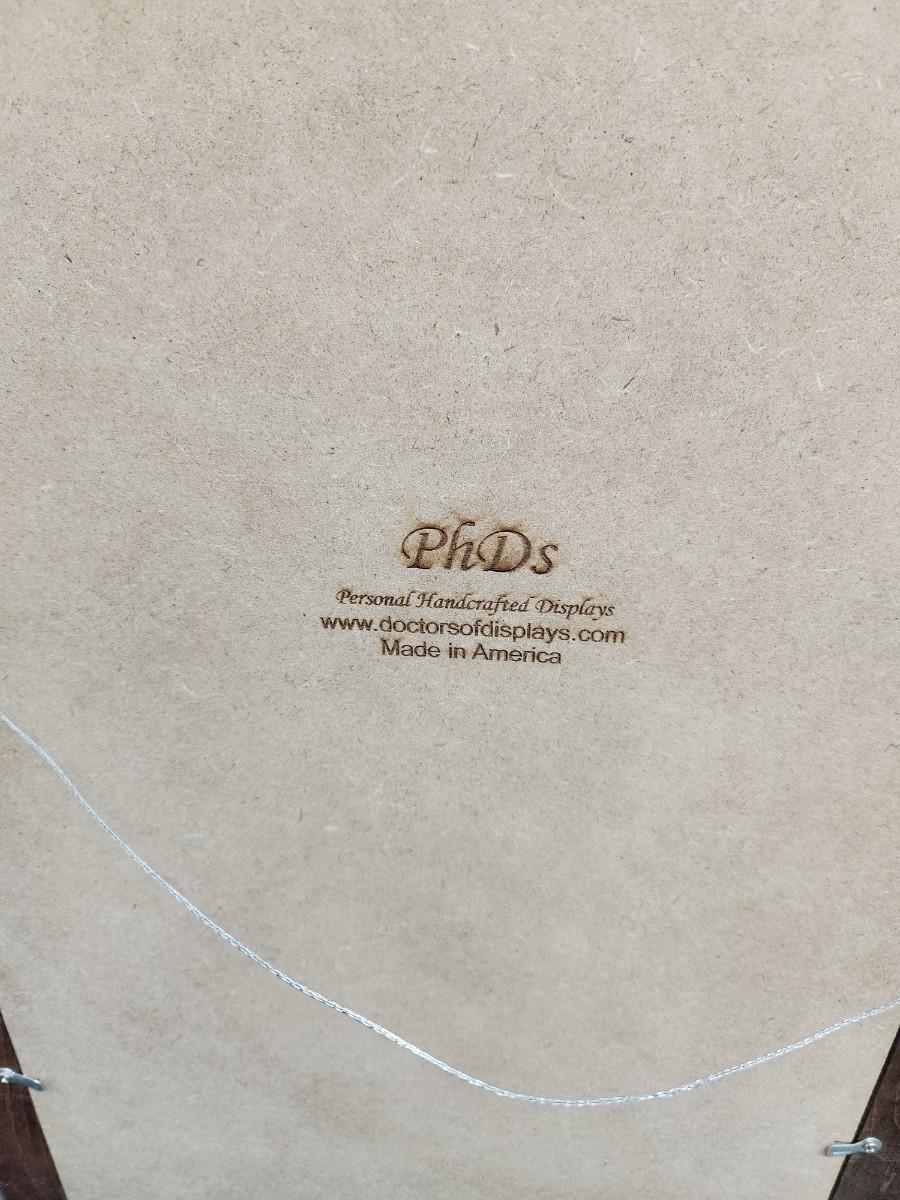 PhDs
Personal Handcrafted Displays
www.doctorsofdisplays.com
Made in America